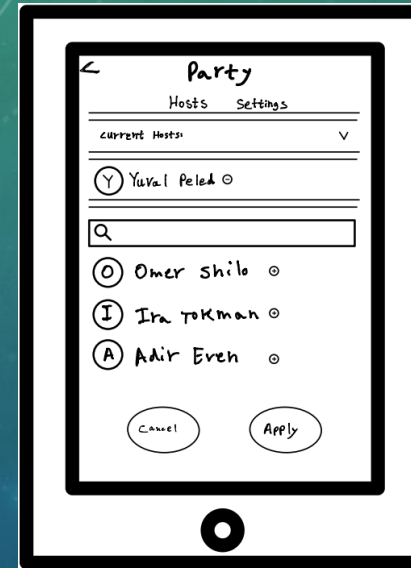 < Party
Hosts Settings
Current Hosts: V
Y Yuval Peled ⊖
O Omer Shilo ⊕
I Ira Tokman ⊕
A Adir Even ⊕
Cancel Apply